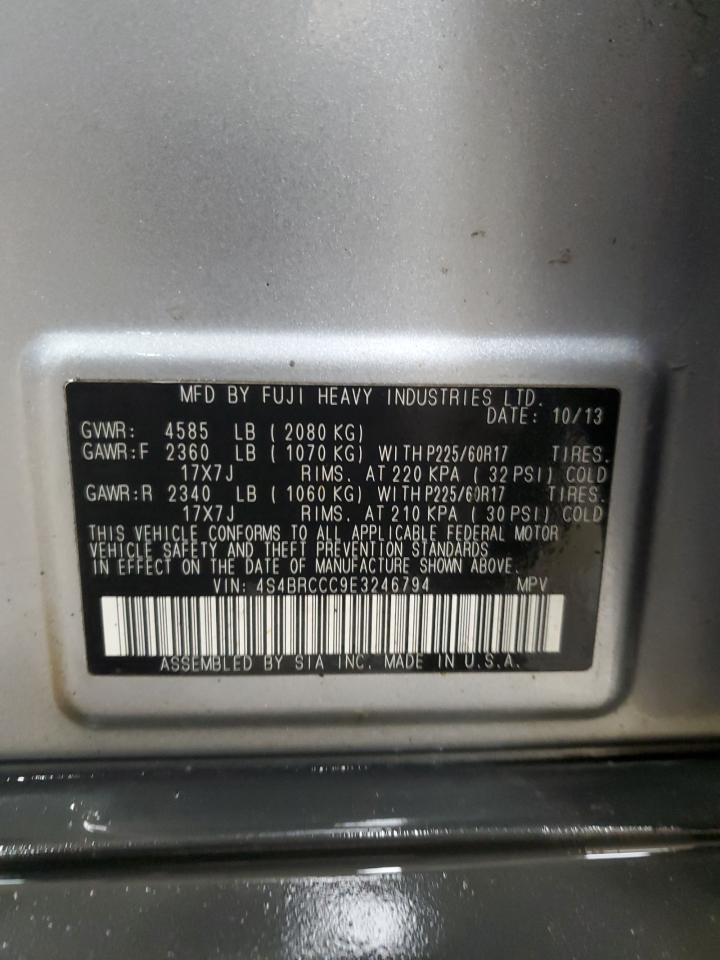 MFD BY FUJI HEAVY INDUSTRIES LTD.
DATE: 10/13
GVWR: 4585 LB ( 2080 KG)
GAWR:F 2360 LB ( 1070 KG) WITH P225/60R17 TIRES.
17X7J RIMS. AT 220 KPA ( 32 PSI) COLD
GAWR:R 2340 LB ( 1060 KG) WITH P225/60R17 TIRES.
17X7J RIMS. AT 210 KPA ( 30 PSI) COLD
THIS VEHICLE CONFORMS TO ALL APPLICABLE FEDERAL MOTOR
VEHICLE SAFETY AND THEFT PREVENTION STANDARDS
IN EFFECT ON THE DATE OF MANUFACTURE SHOWN ABOVE.
VIN: 4S4BRCCC9E3246794 MPV
ASSEMBLED BY SIA INC. MADE IN U.S.A.